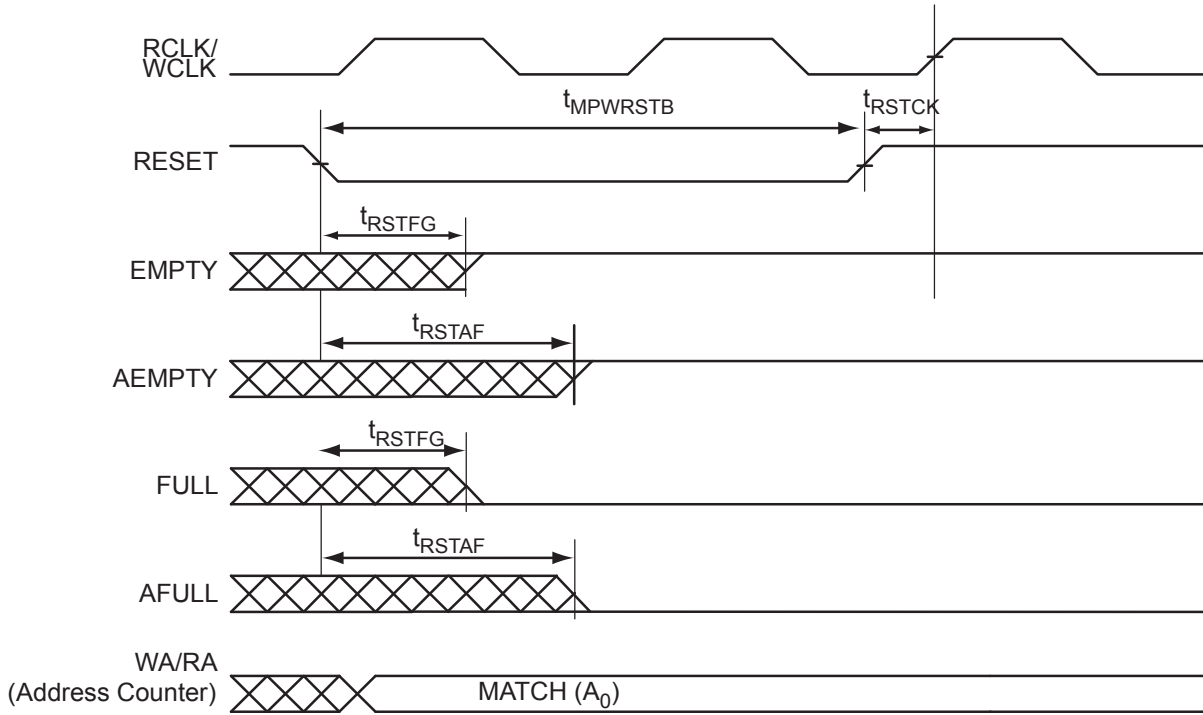 RCLK/
WCLK
tMPWRSTB
tRSTCK
RESET
tRSTFG
EMPTY
tRSTAF
AEMPTY
tRSTFG
FULL
tRSTAF
AFULL
WA/RA
(Address Counter)
MATCH (A0)